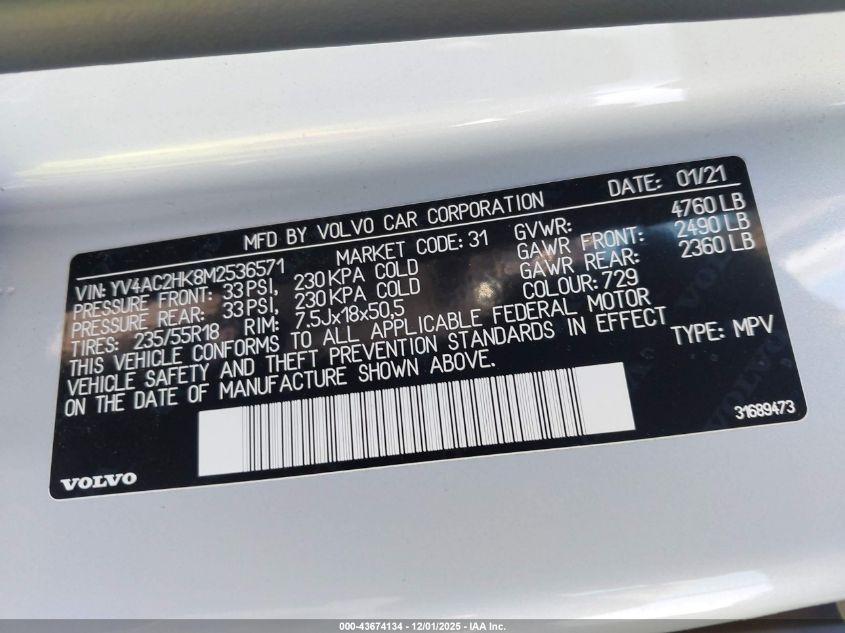 MFD BY VOLVO CAR CORPORATION DATE: 01/21
VIN: YV4AC2HK8M2536571 MARKET CODE: 31 GVWR: 4760 LB
PRESSURE FRONT: 33 PSI, 230 KPA COLD GAWR FRONT: 2490 LB
PRESSURE REAR: 33 PSI, 230 KPA COLD GAWR REAR: 2360 LB
TIRES: 235/55R18 RIM: 7.5Jx18x50,5 COLOUR: 729
THIS VEHICLE CONFORMS TO ALL APPLICABLE FEDERAL MOTOR
VEHICLE SAFETY AND THEFT PREVENTION STANDARDS IN EFFECT TYPE: MPV
ON THE DATE OF MANUFACTURE SHOWN ABOVE.
31689473
VOLVO
000-43674134 - 12/01/2025 - IAA Inc.